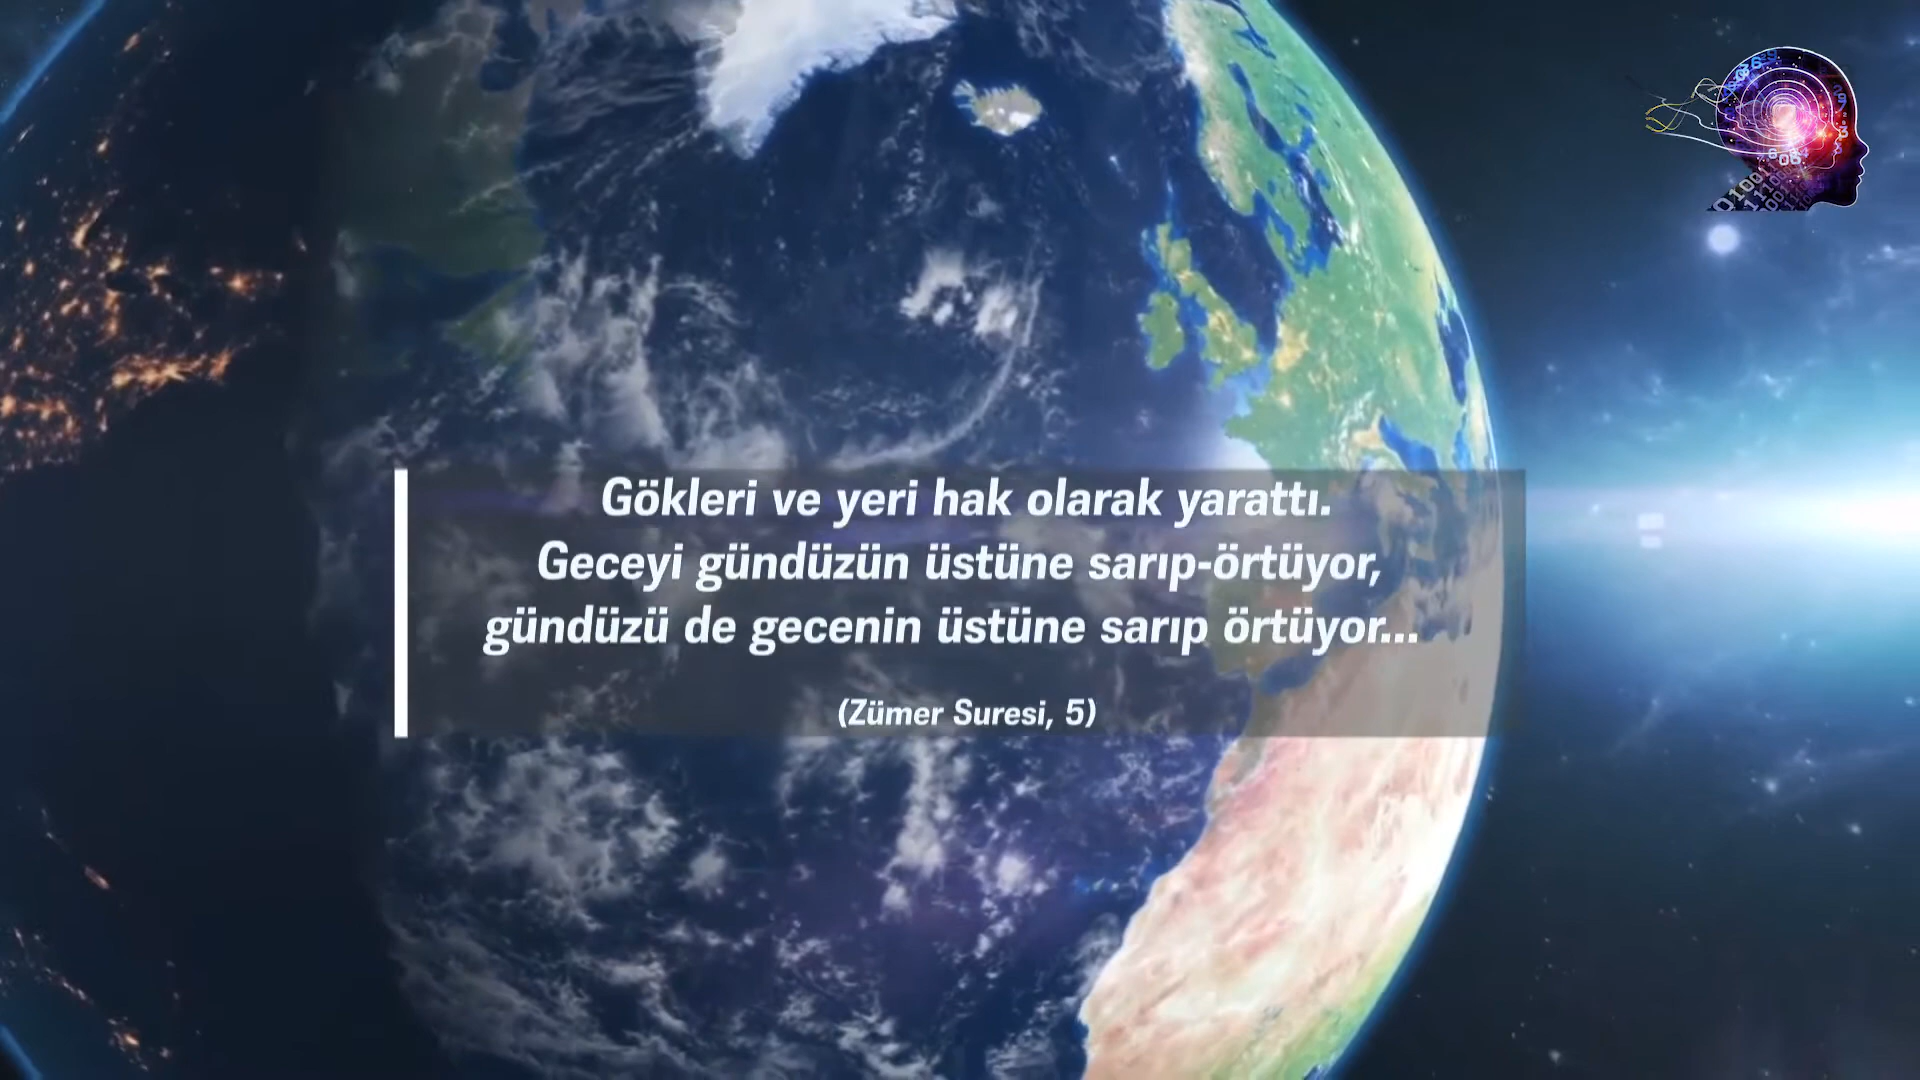 Gökleri ve yeri hak olarak yarattı.
Geceyi gündüzün üstüne sarıp-örtüyor,
gündüzü de gecenin üstüne sarıp örtüyor...
(Zümer Suresi, 5)